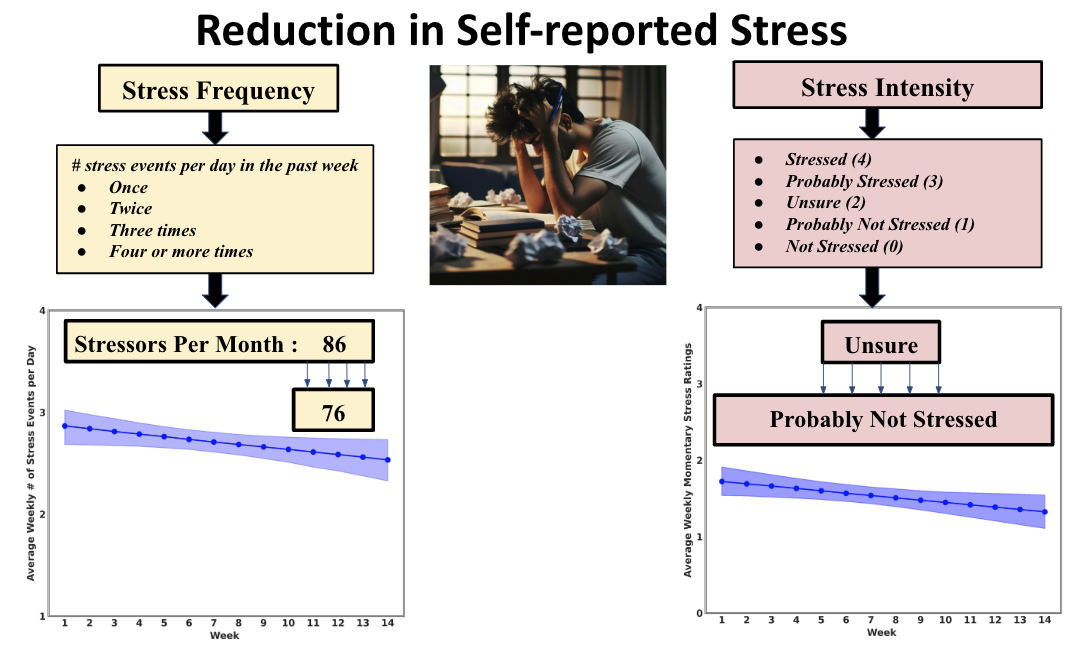 Reduction in Self-reported Stress
Stress Frequency
# stress events per day in the past week
● Once
● Twice
● Three times
● Four or more times
Stressors Per Month : 86
76
Average Weekly # of Stress Events per Day
4
3
2
1
1 2 3 4 5 6 7 8 9 10 11 12 13 14
Week
Stress Intensity
● Stressed (4)
● Probably Stressed (3)
● Unsure (2)
● Probably Not Stressed (1)
● Not Stressed (0)
Unsure
Probably Not Stressed
Average Weekly Momentary Stress Ratings
4
3
2
1
0
1 2 3 4 5 6 7 8 9 10 11 12 13 14
Week